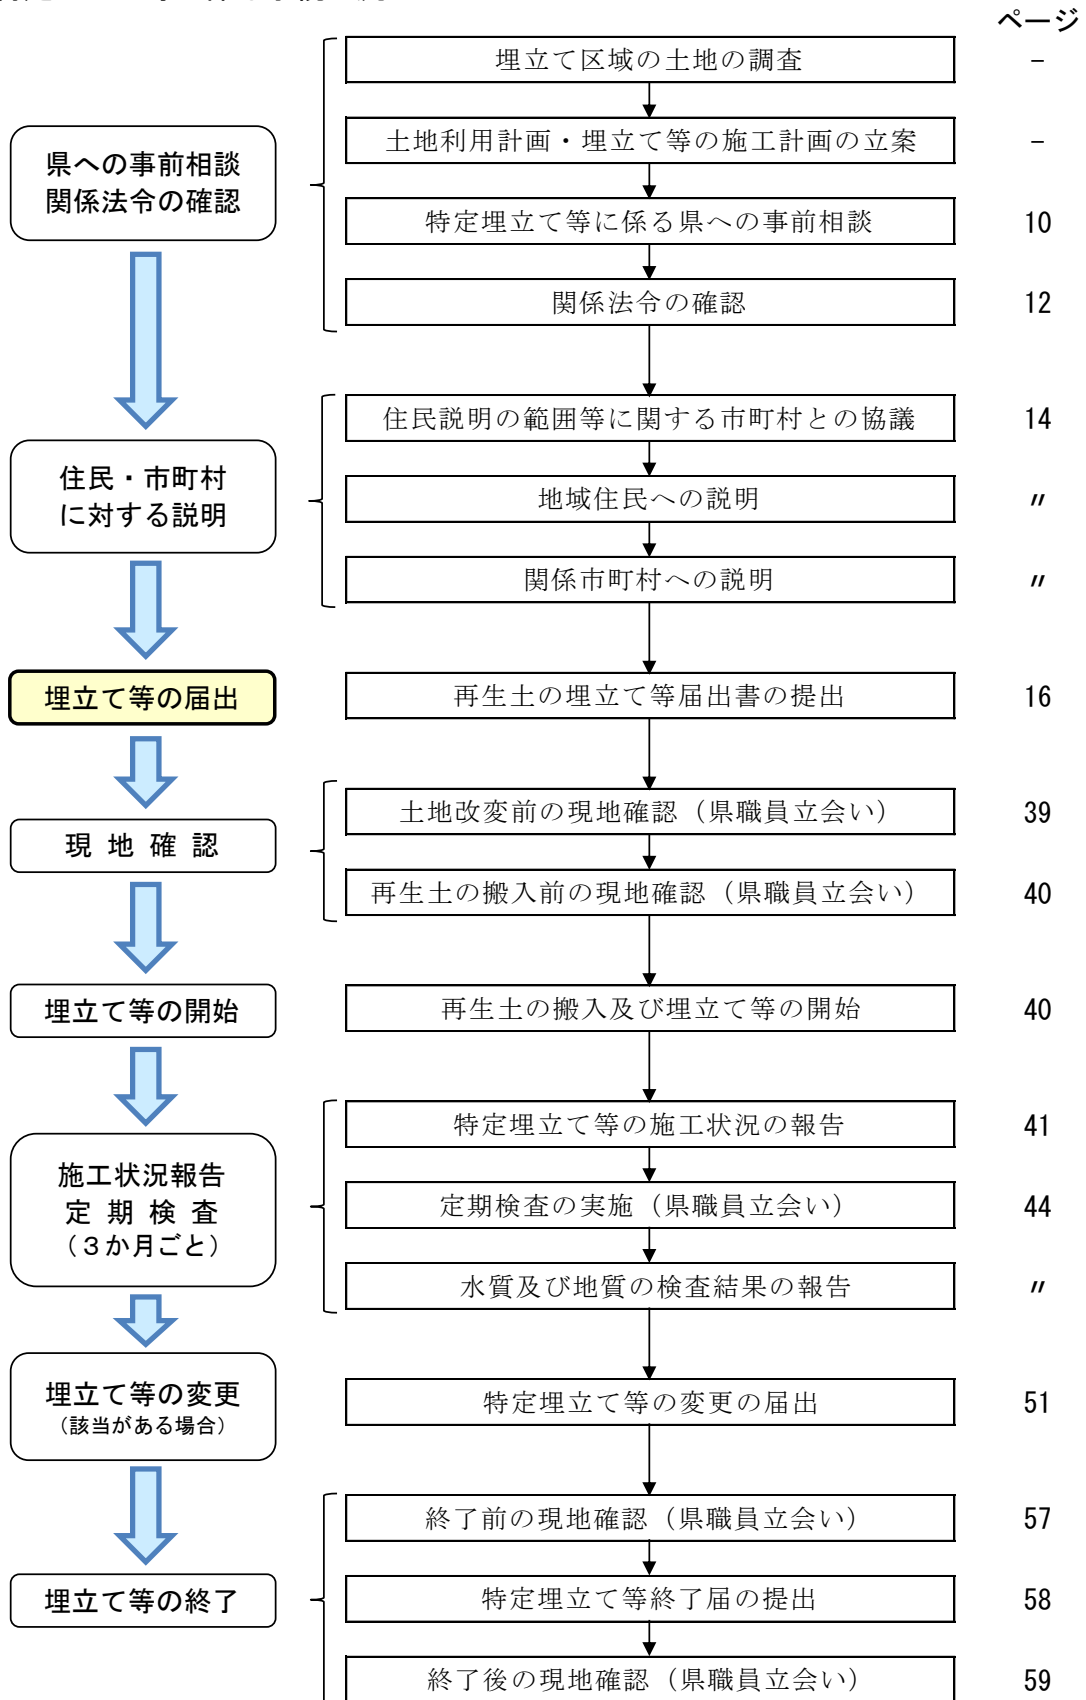 ページ
埋立て区域の土地の調査 －
土地利用計画・埋立て等の施工計画の立案 －
県への事前相談
関係法令の確認
特定埋立て等に係る県への事前相談 10
関係法令の確認 12
住民説明の範囲等に関する市町村との協議 14
住民・市町村
に対する説明
地域住民への説明 〃
関係市町村への説明 〃
埋立て等の届出 再生土の埋立て等届出書の提出 16
土地改変前の現地確認（県職員立会い） 39
現 地 確 認
再生土の搬入前の現地確認（県職員立会い） 40
埋立て等の開始 再生土の搬入及び埋立て等の開始 40
特定埋立て等の施工状況の報告 41
施工状況報告
定 期 検 査
（３か月ごと）
定期検査の実施（県職員立会い） 44
水質及び地質の検査結果の報告 〃
埋立て等の変更
（該当がある場合）
特定埋立て等の変更の届出 51
終了前の現地確認（県職員立会い） 57
埋立て等の終了 特定埋立て等終了届の提出 58
終了後の現地確認（県職員立会い） 59